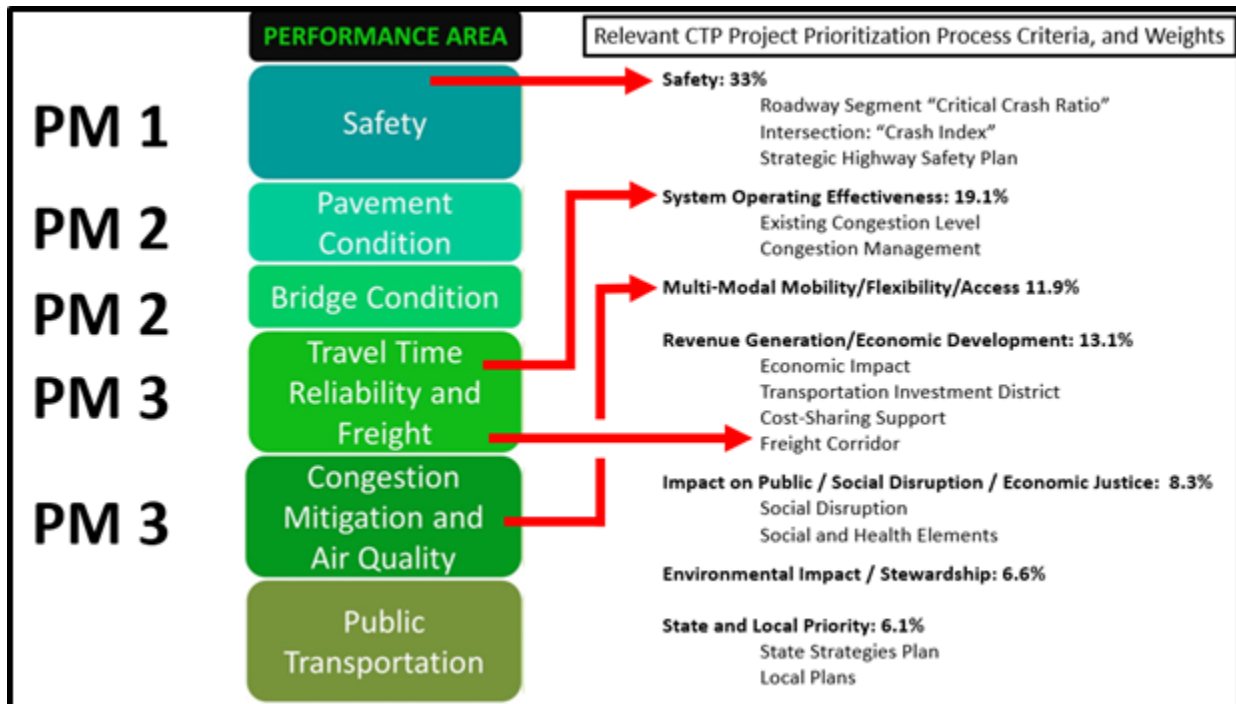 PERFORMANCE AREA
Relevant CTP Project Prioritization Process Criteria, and Weights
PM 1
Safety
PM 2
Pavement
Condition
PM 2
Bridge Condition
PM 3
Travel Time
Reliability and
Freight
PM 3
Congestion
Mitigation and
Air Quality
Public
Transportation
Safety: 33%
Roadway Segment “Critical Crash Ratio”
Intersection: “Crash Index”
Strategic Highway Safety Plan
System Operating Effectiveness: 19.1%
Existing Congestion Level
Congestion Management
Multi-Modal Mobility/Flexibility/Access 11.9%
Revenue Generation/Economic Development: 13.1%
Economic Impact
Transportation Investment District
Cost-Sharing Support
Freight Corridor
Impact on Public / Social Disruption / Economic Justice: 8.3%
Social Disruption
Social and Health Elements
Environmental Impact / Stewardship: 6.6%
State and Local Priority: 6.1%
State Strategies Plan
Local Plans